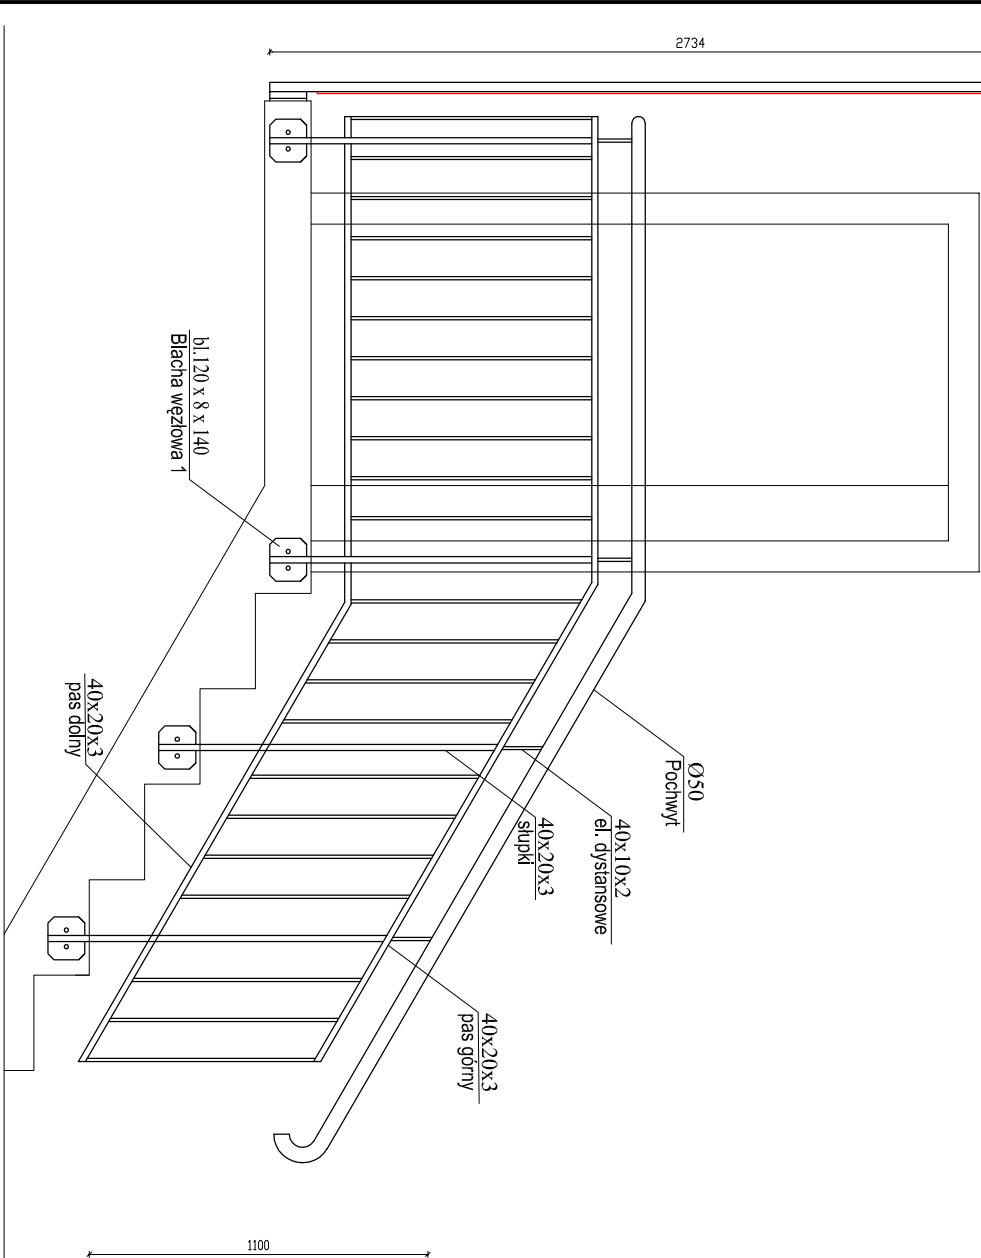 2734
bl.120 x 8 x 140
Blacha węzłowa 1
40x20x3
pas dolny
Ø50
Pochwyt
40x10x2
el. dystansowe
40x20x3
słupki
40x20x3
pas górny
1100